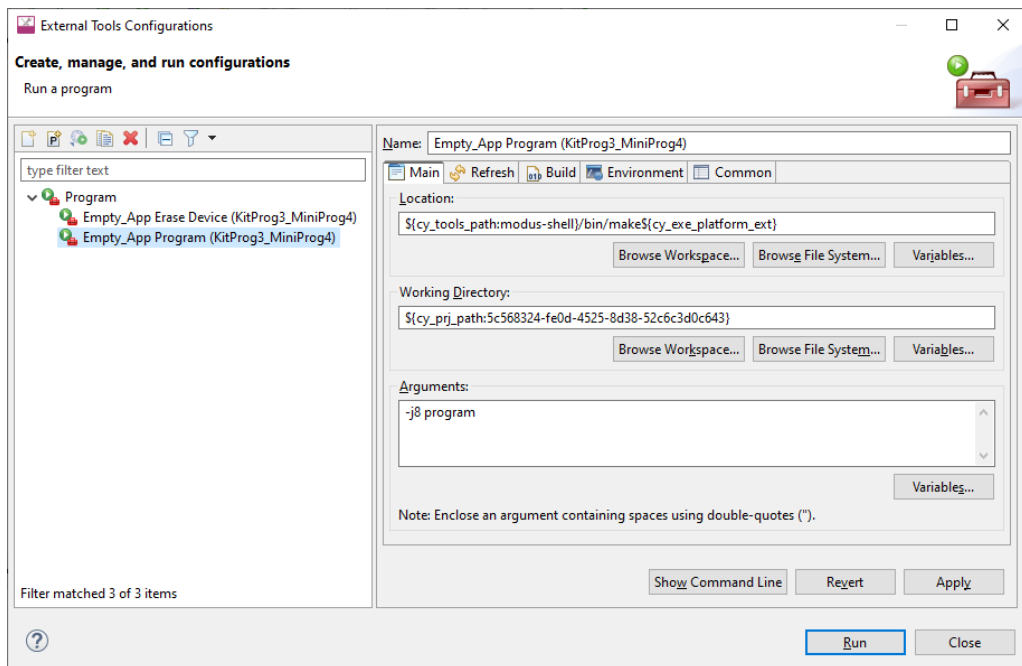 External Tools Configurations
Create, manage, and run configurations
Run a program
type filter text
Program
Empty_App Erase Device (KitProg3_MiniProg4)
Empty_App Program (KitProg3_MiniProg4)
Filter matched 3 of 3 items
Name: Empty_App Program (KitProg3_MiniProg4)
Main Refresh Build Environment Common
Location:
${cy_tools_path:modus-shell}/bin/make${cy_exe_platform_ext}
Browse Workspace... Browse File System... Variables...
Working Directory:
${cy_prj_path:5c568324-fe0d-4525-8d38-52c6c3d0c643}
Browse Workspace... Browse File System... Variables...
Arguments:
-j8 program
Variables...
Note: Enclose an argument containing spaces using double-quotes (").
Show Command Line Revert Apply
Run Close